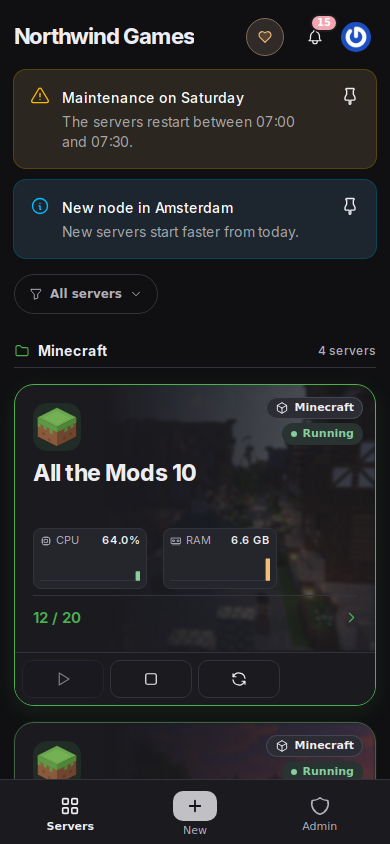 Northwind Games
15
Maintenance on Saturday
The servers restart between 07:00
and 07:30.
New node in Amsterdam
New servers start faster from today.
All servers
Minecraft
4 servers
Minecraft
Running
All the Mods 10
CPU
64.0%
RAM
6.6 GB
12 / 20
Minecraft
Running
Servers
New
Admin